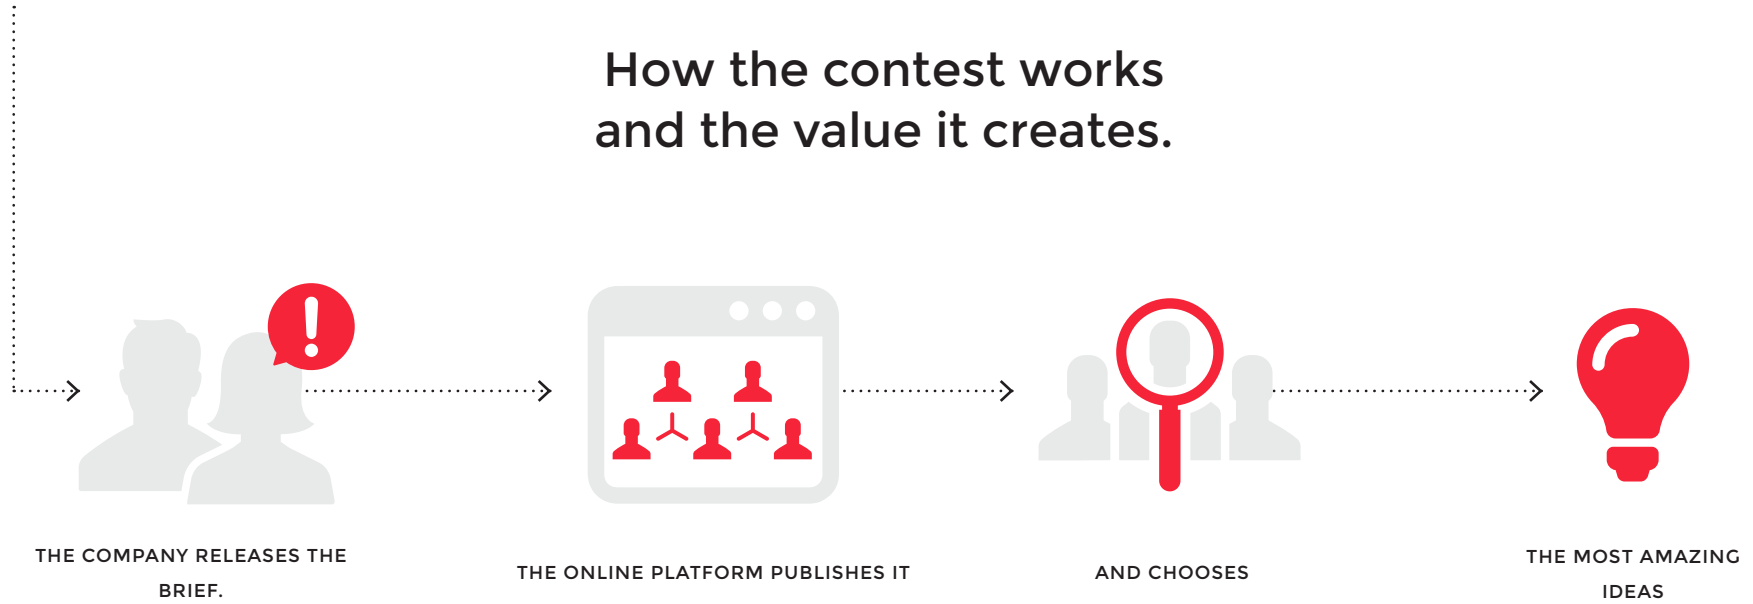 How the contest works
and the value it creates.
THE COMPANY RELEASES THE
BRIEF.
THE ONLINE PLATFORM PUBLISHES IT
AND CHOOSES
THE MOST AMAZING
IDEAS